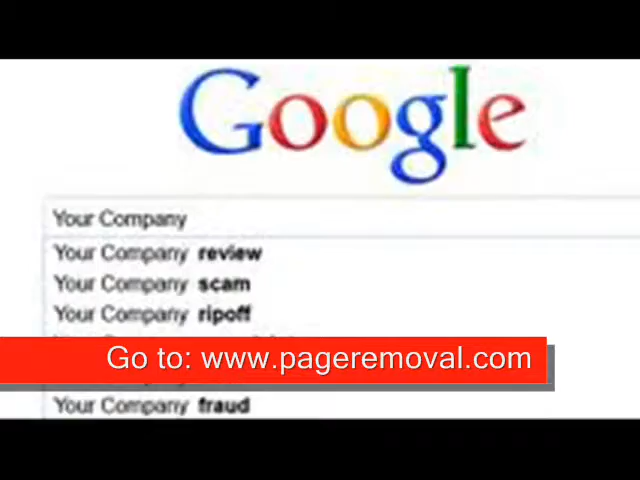 Google
Your Company
Your Company review
Your Company scam
Your Company ripoff
Go to: www.pageremoval.com
Your Company fraud